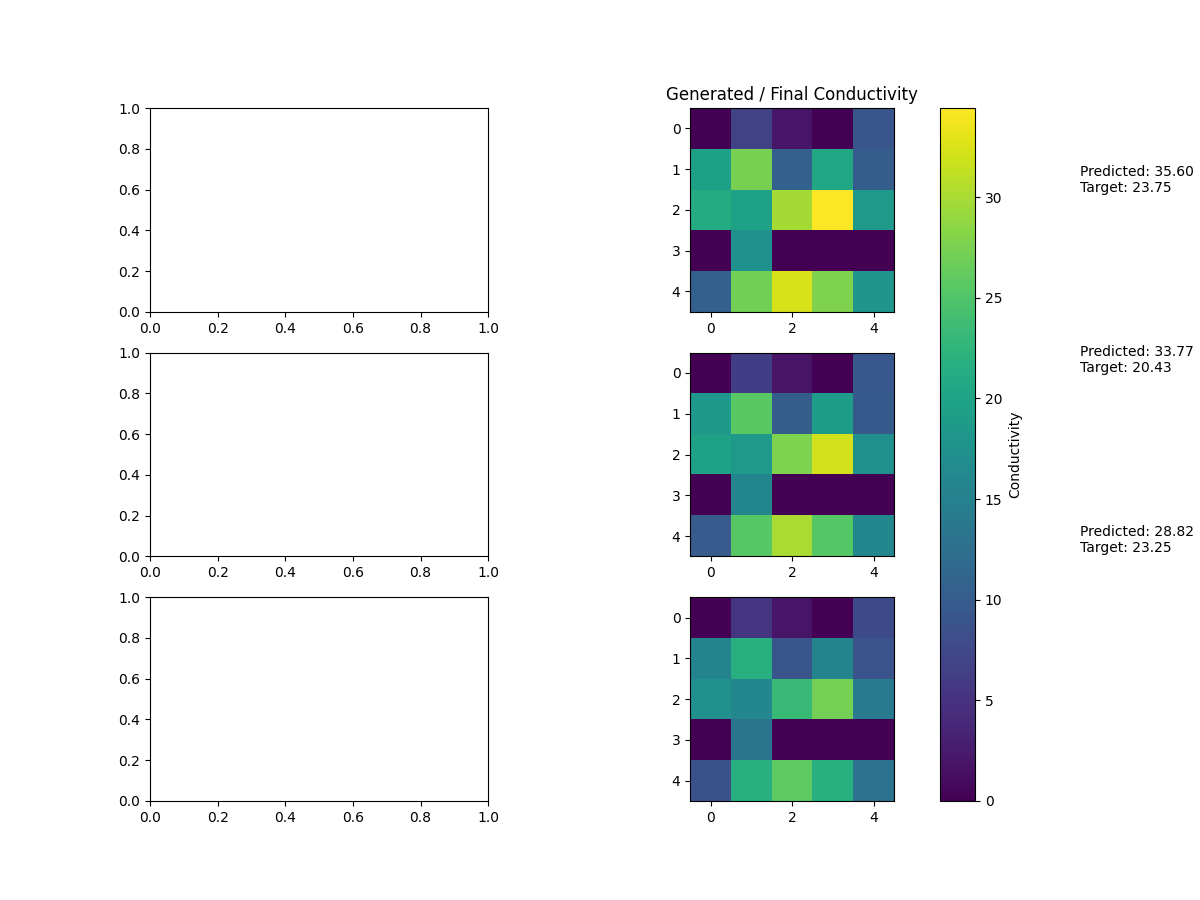 Generated / Final Conductivity
1.0
0.8
0.6
0.4
0.2
0.0
0.0 0.2 0.4 0.6 0.8 1.0
0
1
2
3
4
0 2 4
Predicted: 35.60
Target: 23.75
1.0
0.8
0.6
0.4
0.2
0.0
0.0 0.2 0.4 0.6 0.8 1.0
0
1
2
3
4
0 2 4
Predicted: 33.77
Target: 20.43
1.0
0.8
0.6
0.4
0.2
0.0
0.0 0.2 0.4 0.6 0.8 1.0
0
1
2
3
4
0 2 4
Predicted: 28.82
Target: 23.25
30
25
20
15
10
5
0
Conductivity